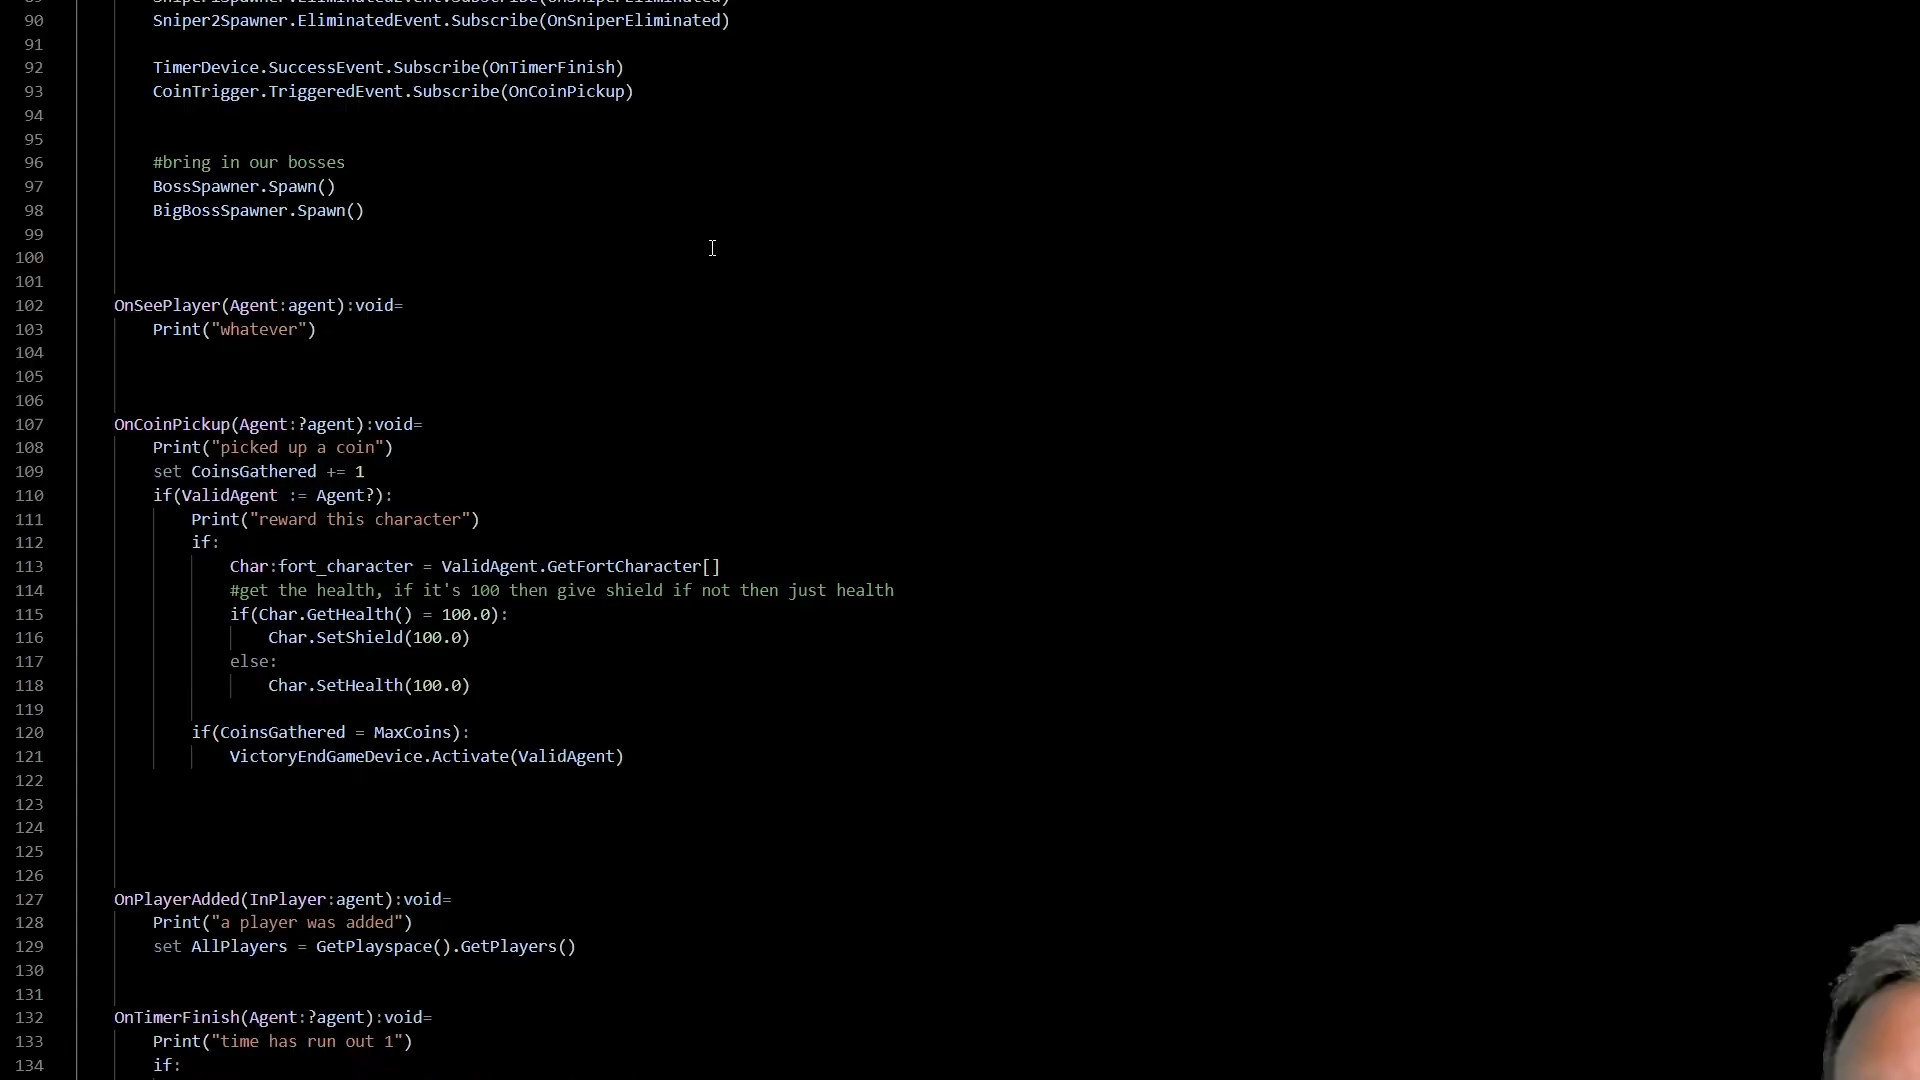 90 Sniper2Spawner.EliminatedEvent.Subscribe(OnSniperEliminated)
91
92 TimerDevice.SuccessEvent.Subscribe(OnTimerFinish)
93 CoinTrigger.TriggeredEvent.Subscribe(OnCoinPickup)
94
95
96 #bring in our bosses
97 BossSpawner.Spawn()
98 BigBossSpawner.Spawn()
99
100
101
102 OnSeePlayer(Agent:agent):void=
103 Print("whatever")
104
105
106
107 OnCoinPickup(Agent:?agent):void=
108 Print("picked up a coin")
109 set CoinsGathered += 1
110 if(ValidAgent := Agent?):
111 Print("reward this character")
112 if:
113 Char:fort_character = ValidAgent.GetFortCharacter[]
114 #get the health, if it's 100 then give shield if not then just health
115 if(Char.GetHealth() = 100.0):
116 Char.SetShield(100.0)
117 else:
118 Char.SetHealth(100.0)
119
120 if(CoinsGathered = MaxCoins):
121 VictoryEndGameDevice.Activate(ValidAgent)
122
123
124
125
126
127 OnPlayerAdded(InPlayer:agent):void=
128 Print("a player was added")
129 set AllPlayers = GetPlayspace().GetPlayers()
130
131
132 OnTimerFinish(Agent:?agent):void=
133 Print("time has run out 1")
134 if: